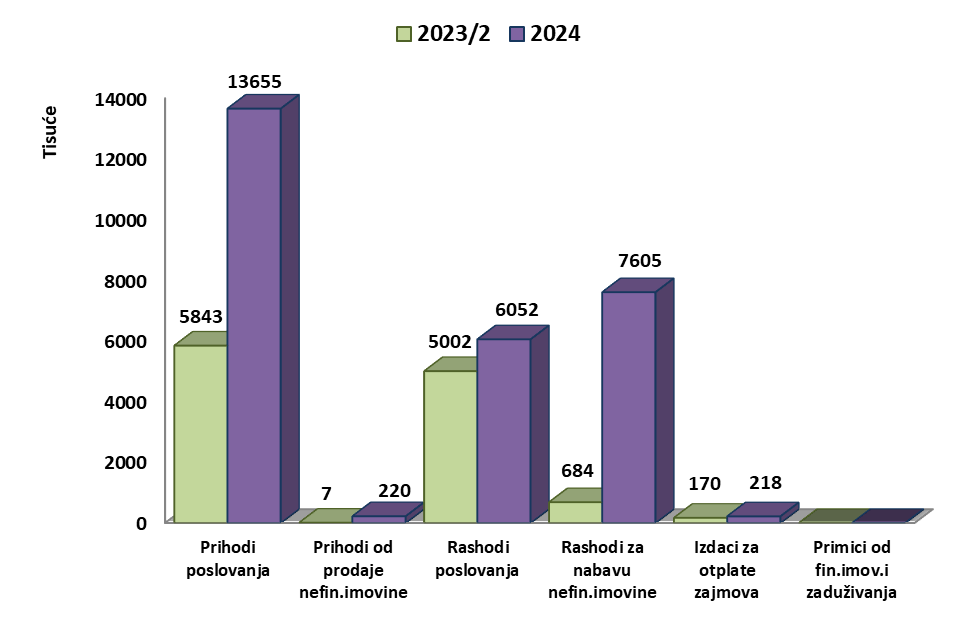 2023/2 2024
Tisuće
14000
12000
10000
8000
6000
4000
2000
0
5843
13655
7
220
5002
6052
684
7605
170
218
Prihodi
poslovanja
Prihodi od
prodaje
nefin.imovine
Rashodi
poslovanja
Rashodi za
nabavu
nefin.imovine
Izdaci za
otplate
zajmova
Primici od
fin.imov.i
zaduživanja